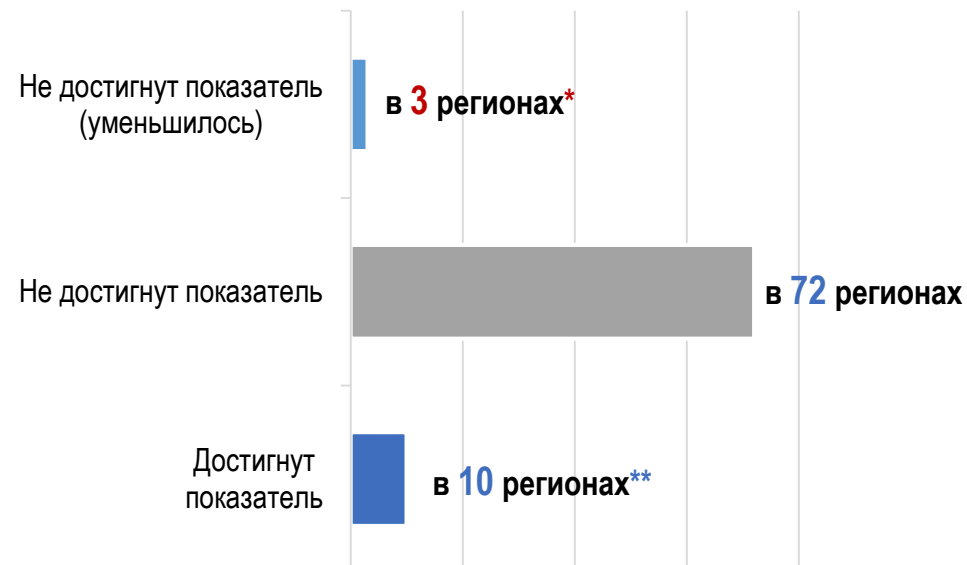 Не достигнут показатель
(уменьшилось)
в 3 регионах*
Не достигнут показатель
в 72 регионах
Достигнут
показатель
в 10 регионах**